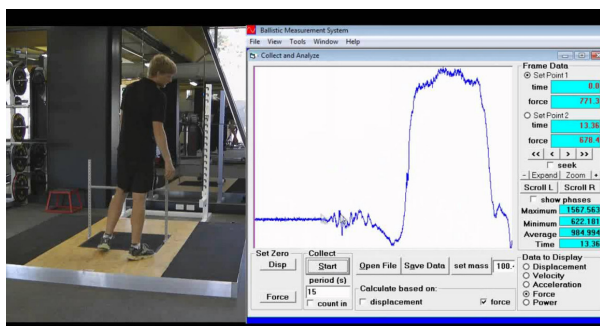 Ballistic Measurement System
File View Tools Window Help
Collect and Analyze
Frame Data
Set Point 1
time
force 771.3
Set Point 2
time 13.36
force 678.4
<< < > >>
seek
- Expand Zoom +
Scroll L Scroll R
show phases
Maximum 1567.563
Minimum 622.181
Average 984.994
Time 13.36
Set Zero
Disp
Force
Collect
Start
period (s)
15
count in
Open File Save Data set mass
Calculate based on:
displacement force
Data to Display
Displacement
Velocity
Acceleration
Force
Power